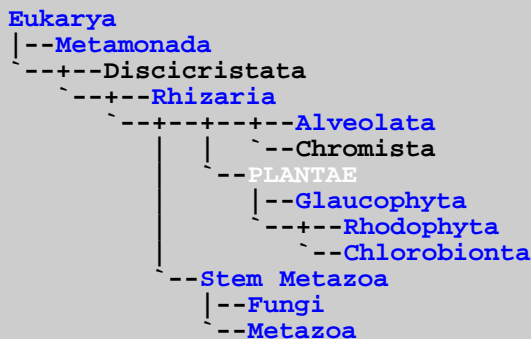 Eukarya
|--Metamonada
`--+--Discicristata
`--+--Rhizaria
`--+--+--+--Alveolata
| | `--Chromista
| `--PLANTAE
| |--Glaucophyta
| `--+--Rhodophyta
| `--Chlorobionta
`--Stem Metazoa
|--Fungi
`--Metazoa